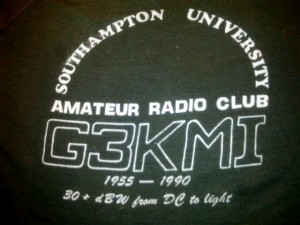 SOUTHAMPTON UNIVERSITY
AMATEUR RADIO CLUB
G3KMI
1955 — 1990
30 + dBW from DC to light